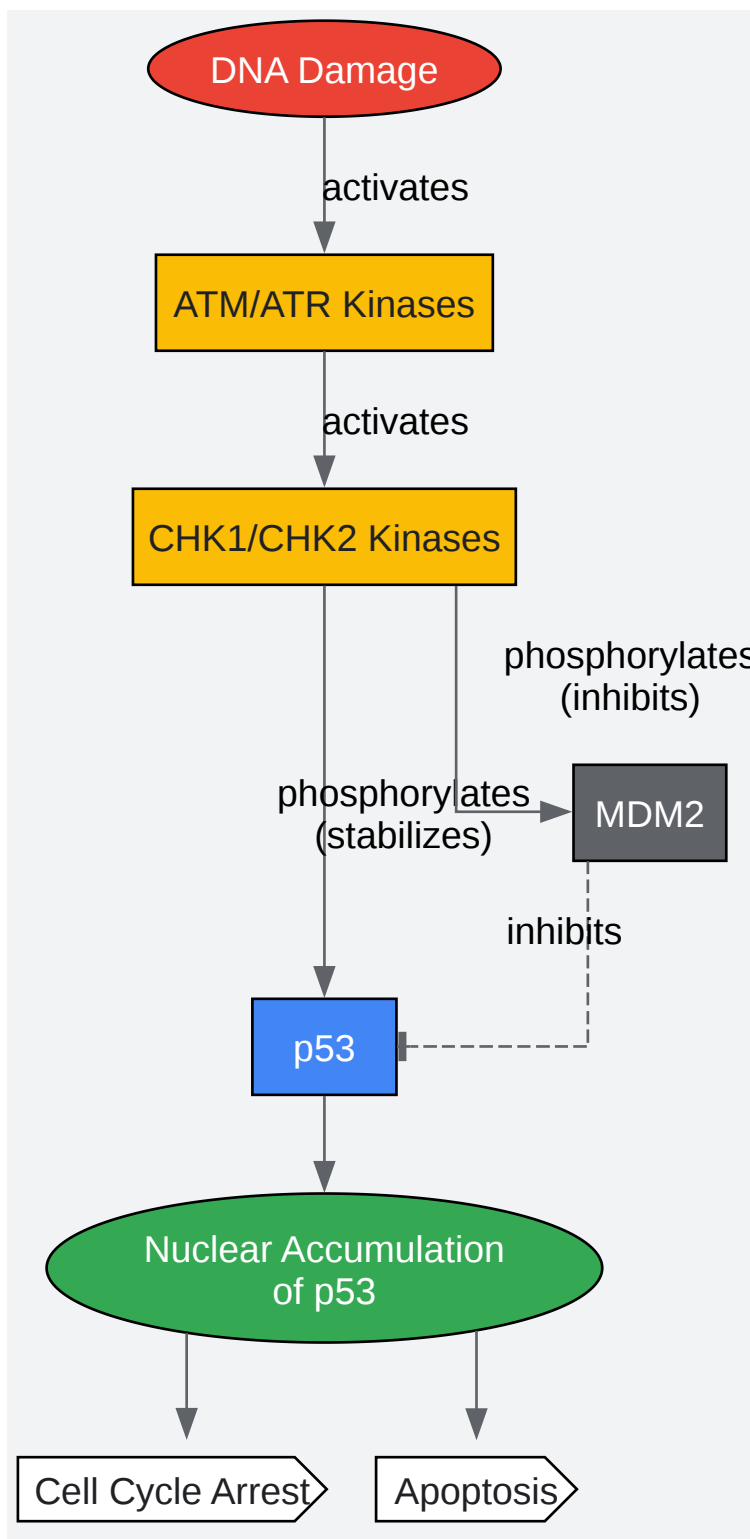 DNA Damage
activates
ATM/ATR Kinases
activates
CHK1/CHK2 Kinases
phosphorylates
(inhibits)
phosphorylates
(stabilizes)
MDM2
inhibits
p53
Nuclear Accumulation
of p53
Cell Cycle Arrest
Apoptosis